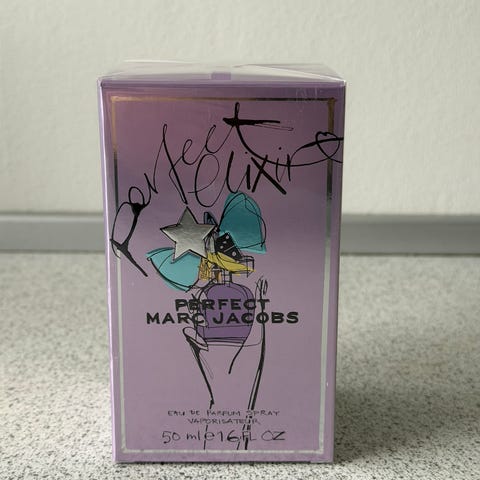 perfect
elixir
PERFECT
MARC JACOBS
EAU DE PARFUM SPRAY
VAPORISATEUR
50 ml e 1.6 FL OZ